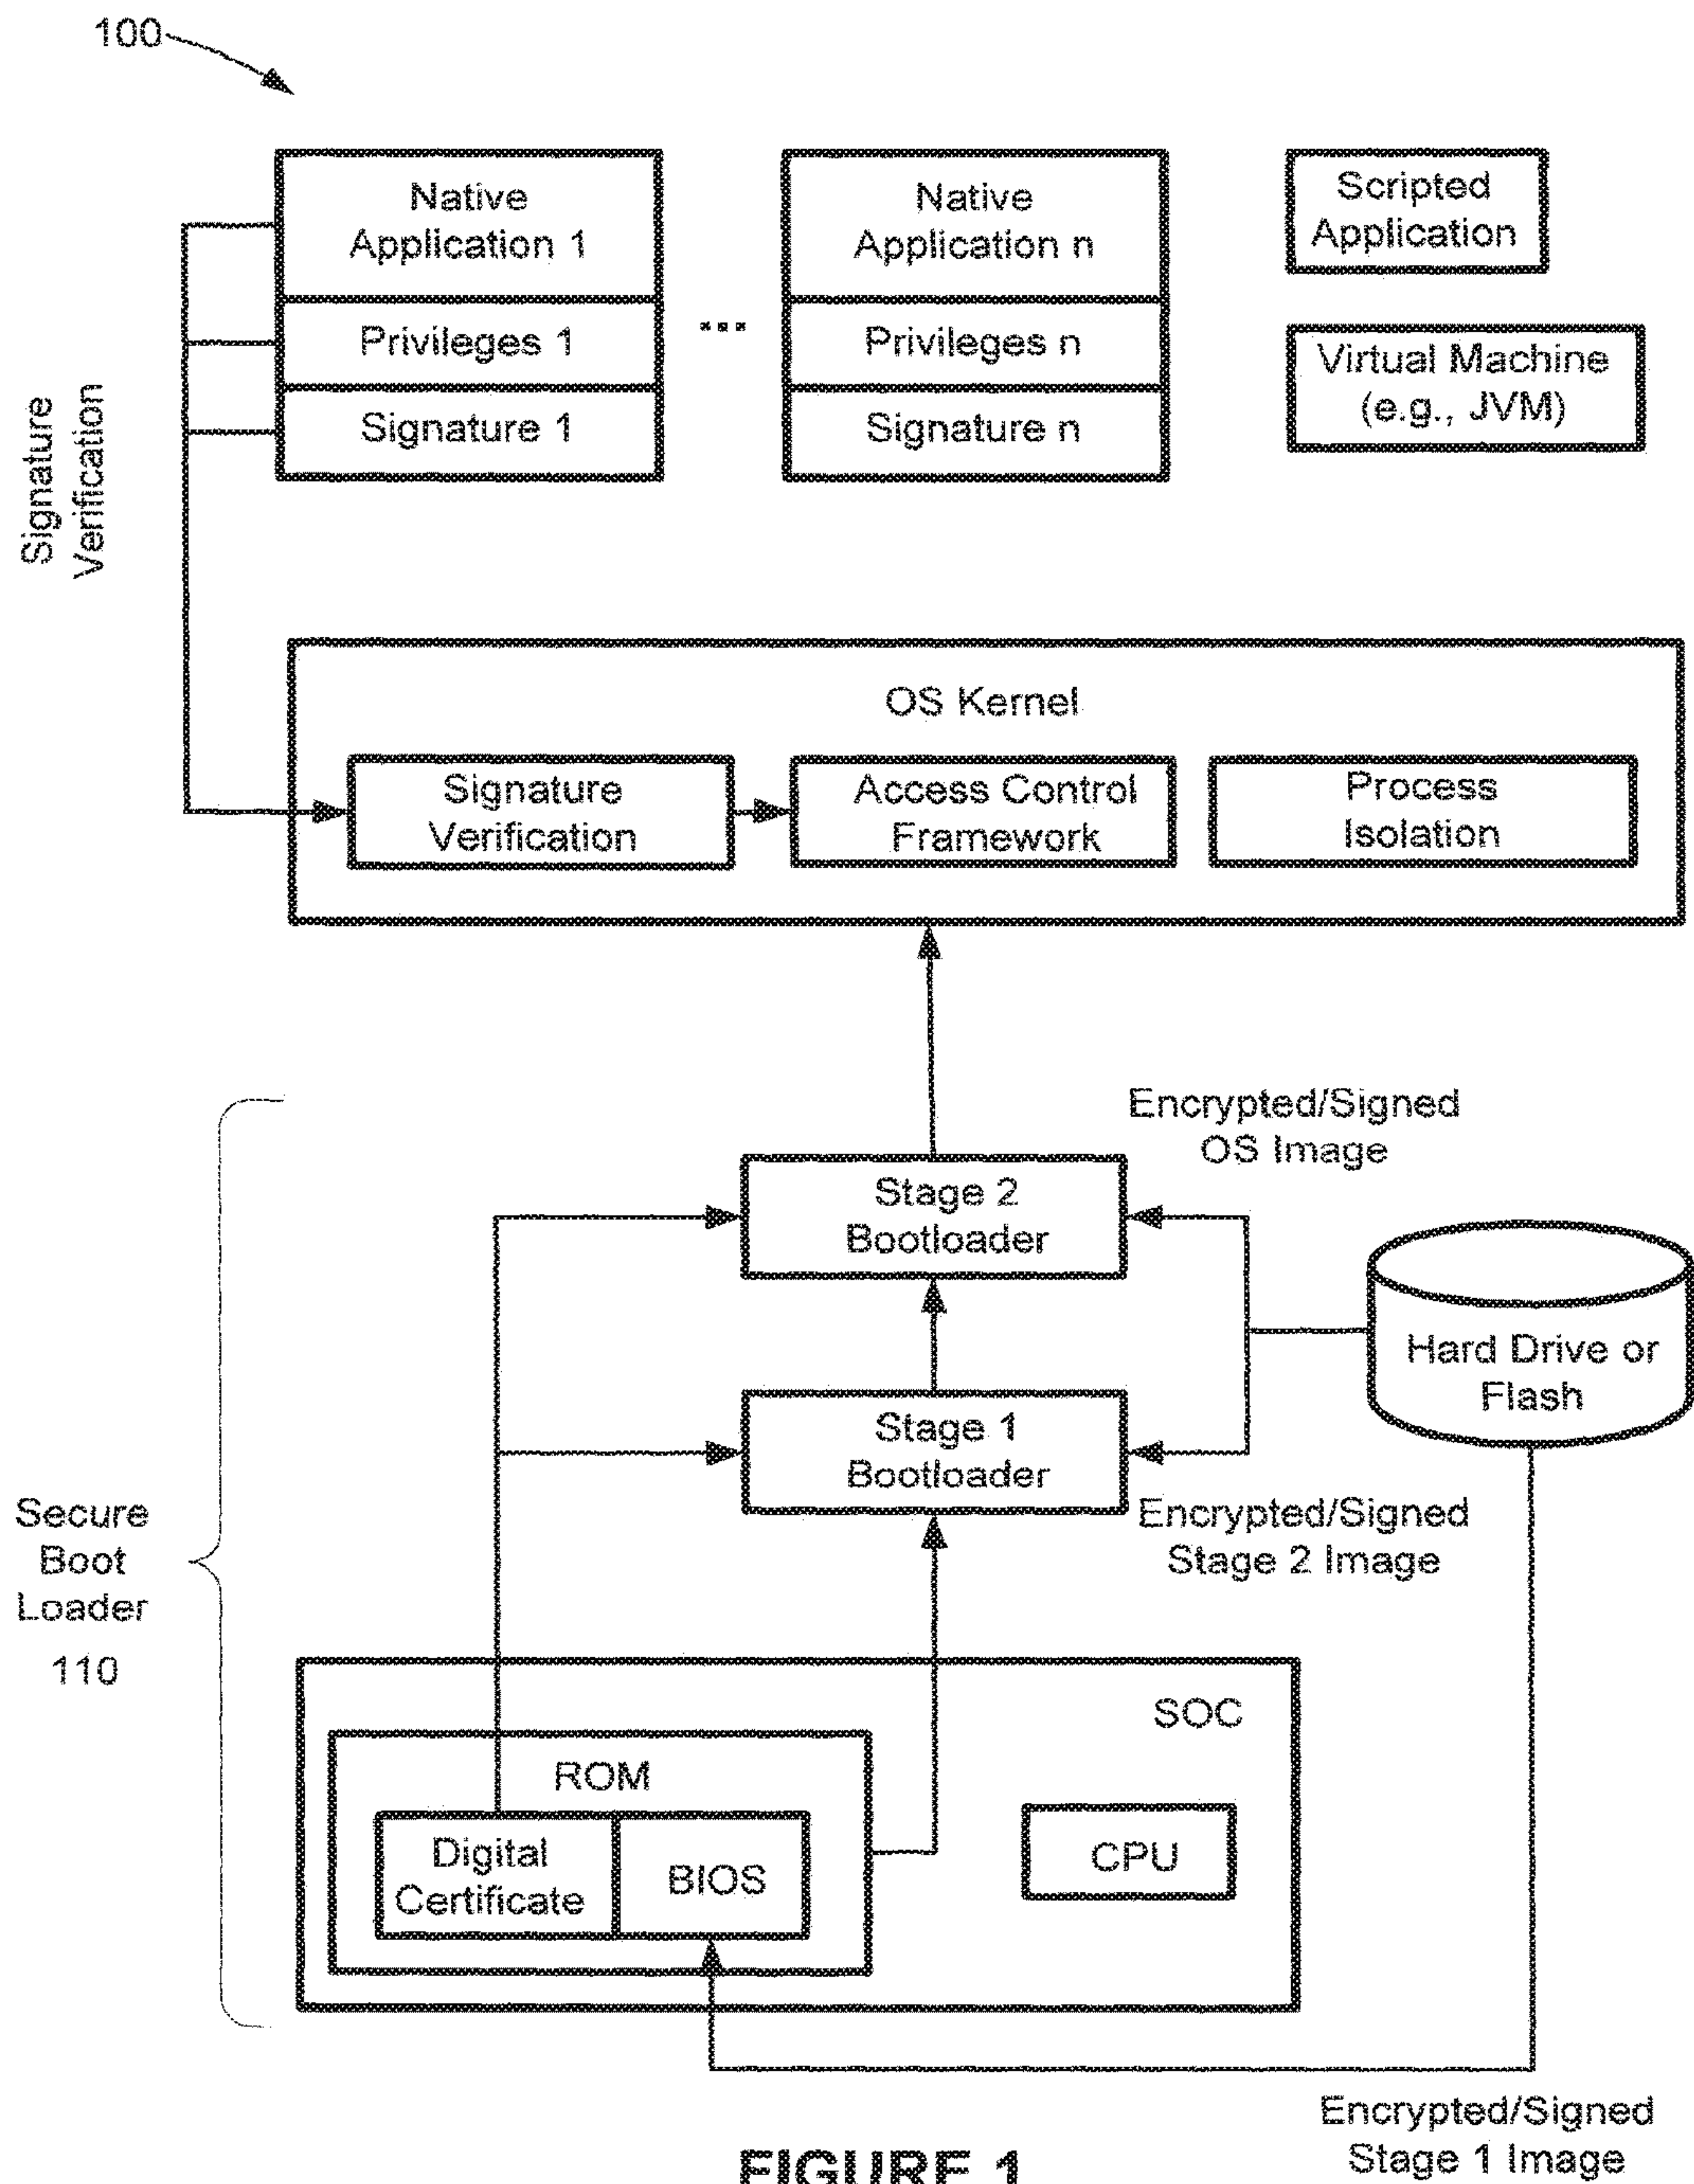 100
Native
Application 1
Privileges 1
Signature 1
...
Native
Application n
Privileges n
Signature n
Scripted
Application
Virtual Machine
(e.g., JVM)
Signature
Verification
OS Kernel
Signature
Verification
Access Control
Framework
Process
Isolation
Encrypted/Signed
OS Image
Stage 2
Bootloader
Hard Drive or
Flash
Stage 1
Bootloader
Encrypted/Signed
Stage 2 Image
Secure
Boot
Loader
110
SOC
ROM
Digital
Certificate
BIOS
CPU
Encrypted/Signed
Stage 1 Image
FIGURE 1